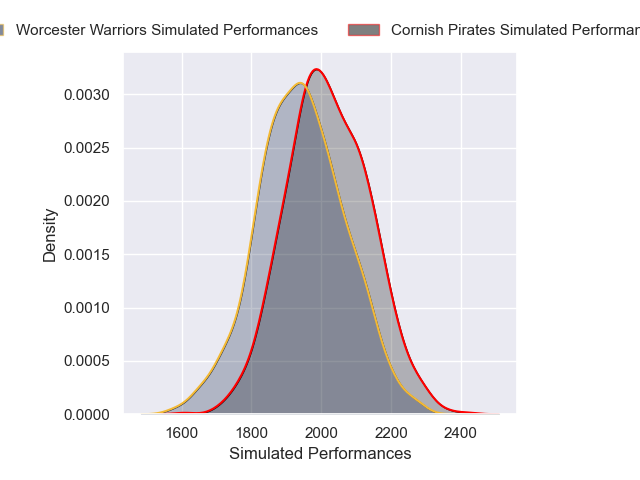 Worcester Warriors Simulated Performances
Cornish Pirates Simulated
0.0030
0.0025
0.0020
0.0015
0.0010
0.0005
0.0000
Density
1600 1800 2000 2200 2400
Simulated Performances